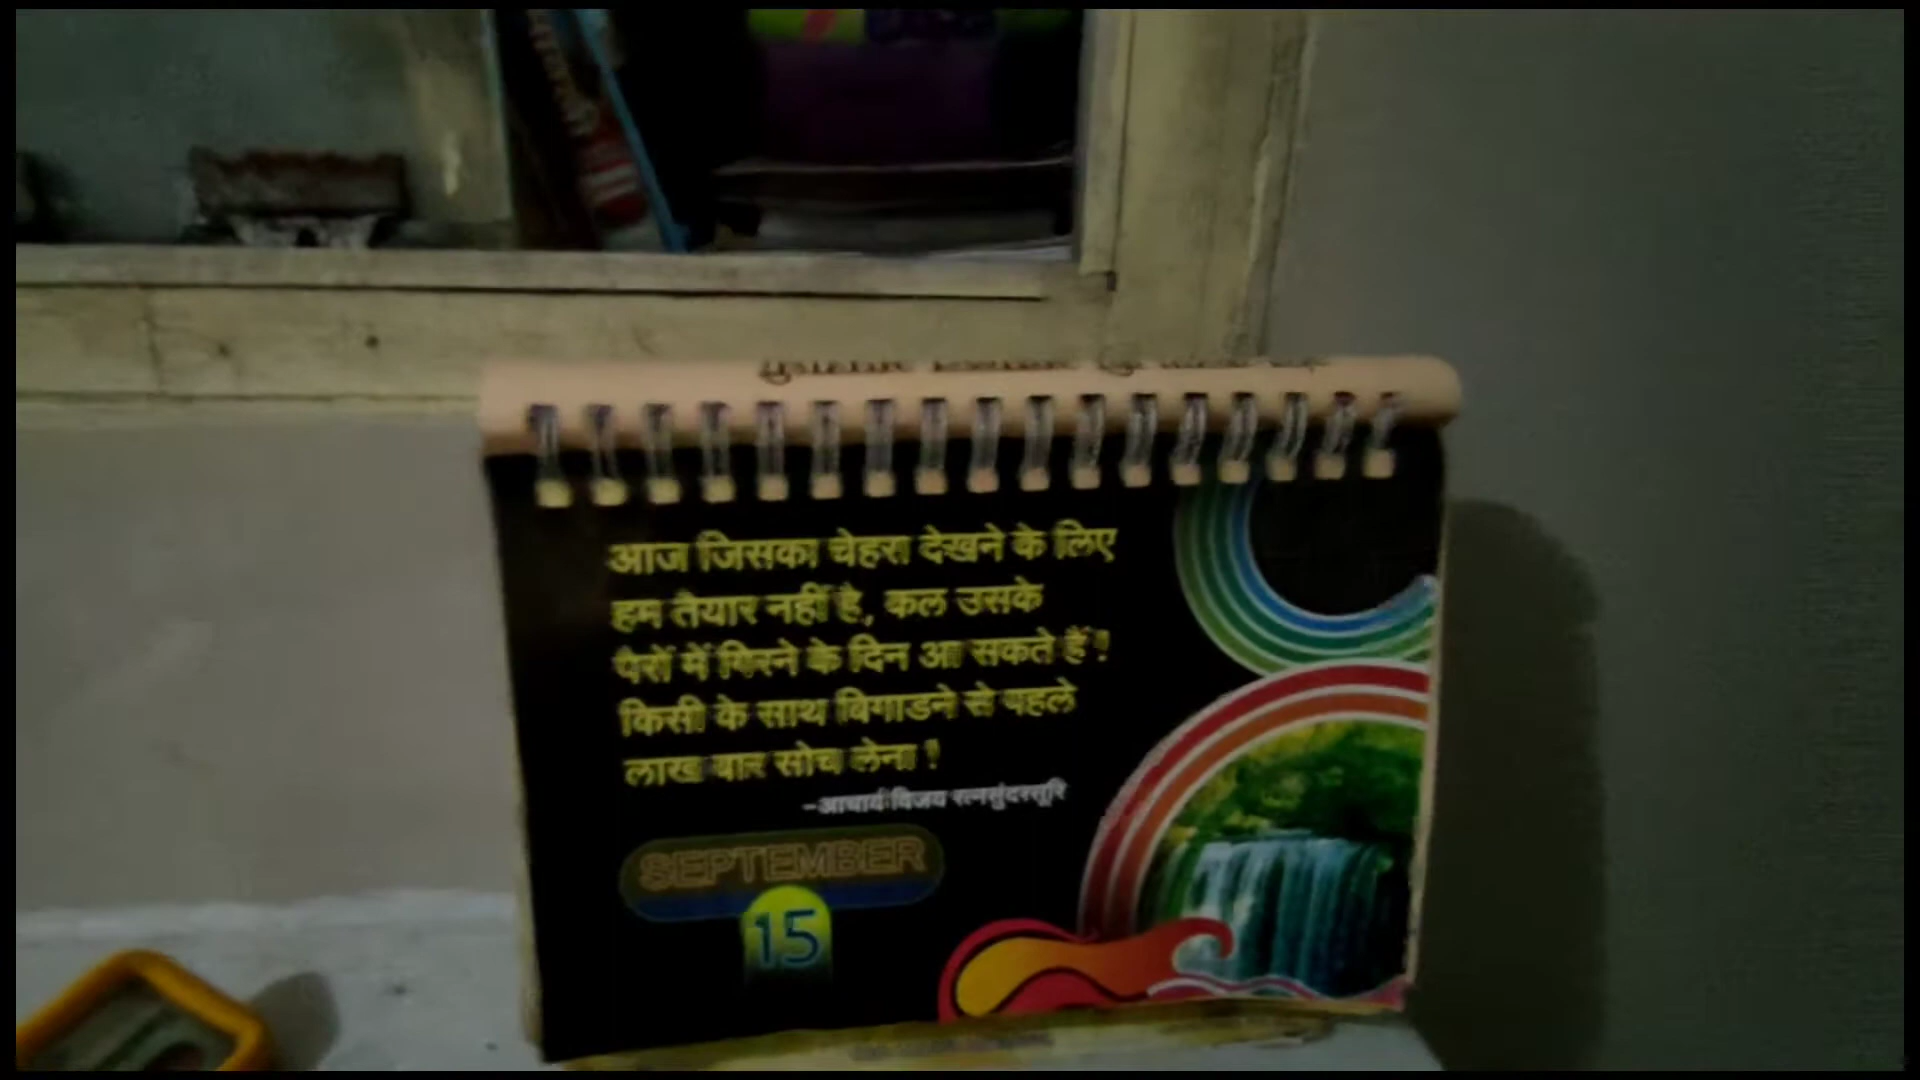 आज जिसका चेहरा देखने के लिए
हम तैयार नहीं है, कल उसके
पैरों में गिरने के दिन आ सकते हैं !
किसी के साथ बिगाडने से पहले
लाख बार सोच लेना !
-आचार्य विजय रत्नसुंदरसूरि
SEPTEMBER
15